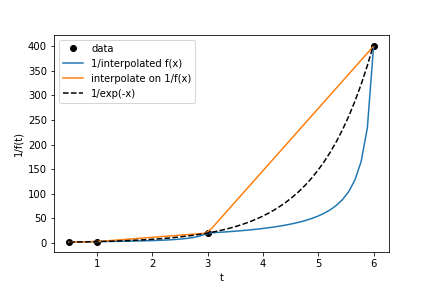 400
350
300
250
200
150
100
50
0
1/f(t)
data
1/interpolated f(x)
interpolate on 1/f(x)
1/exp(-x)
1 2 3 4 5 6
t